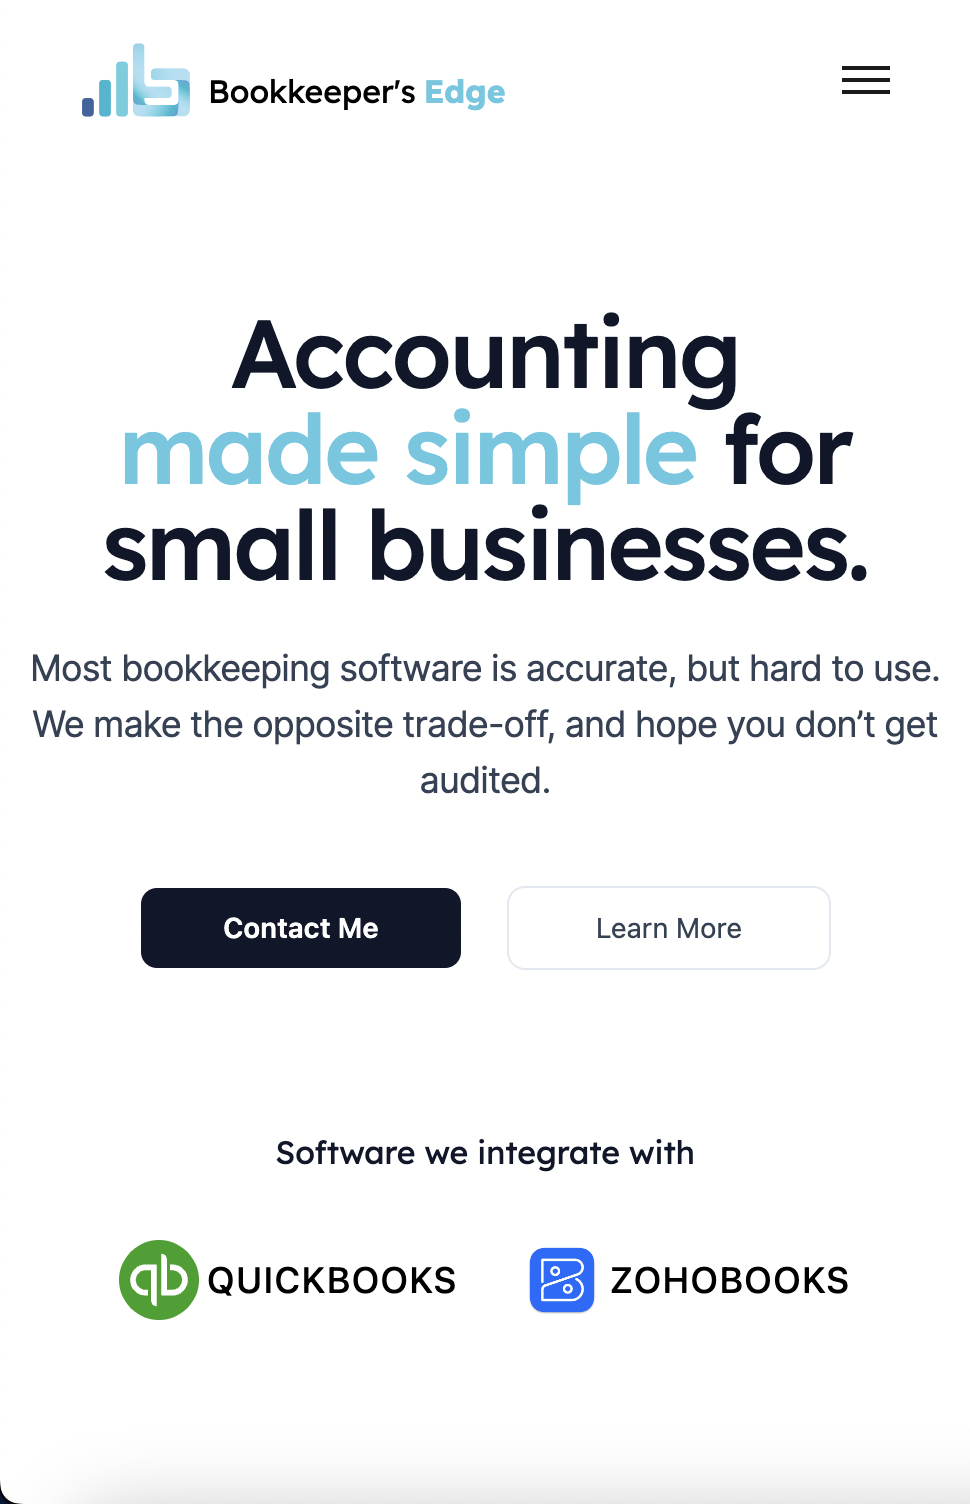 Bookkeeper's Edge
Accounting
made simple for
small businesses.
Most bookkeeping software is accurate, but hard to use.
We make the opposite trade-off, and hope you don’t get
audited.
Contact Me
Learn More
Software we integrate with
qb QUICKBOOKS
ZOHOBOOKS